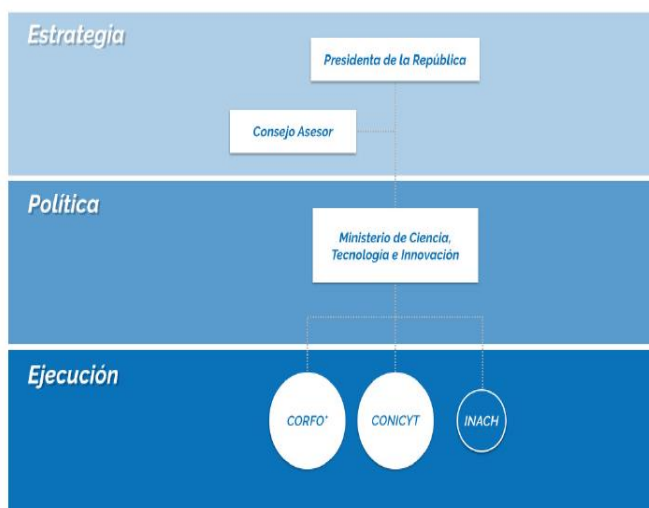 Estrategia
Presidenta de la República
Consejo Asesor
Política
Ministerio de Ciencia,
Tecnología e Innovación
Ejecución
CORFO*
CONICYT
INACH